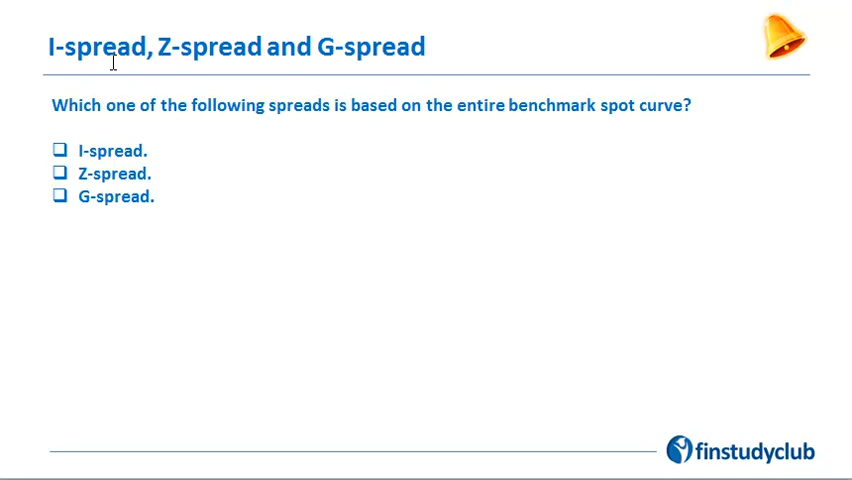 I-spread, Z-spread and G-spread
Which one of the following spreads is based on the entire benchmark spot curve?
I-spread.
Z-spread.
G-spread.
finstudyclub